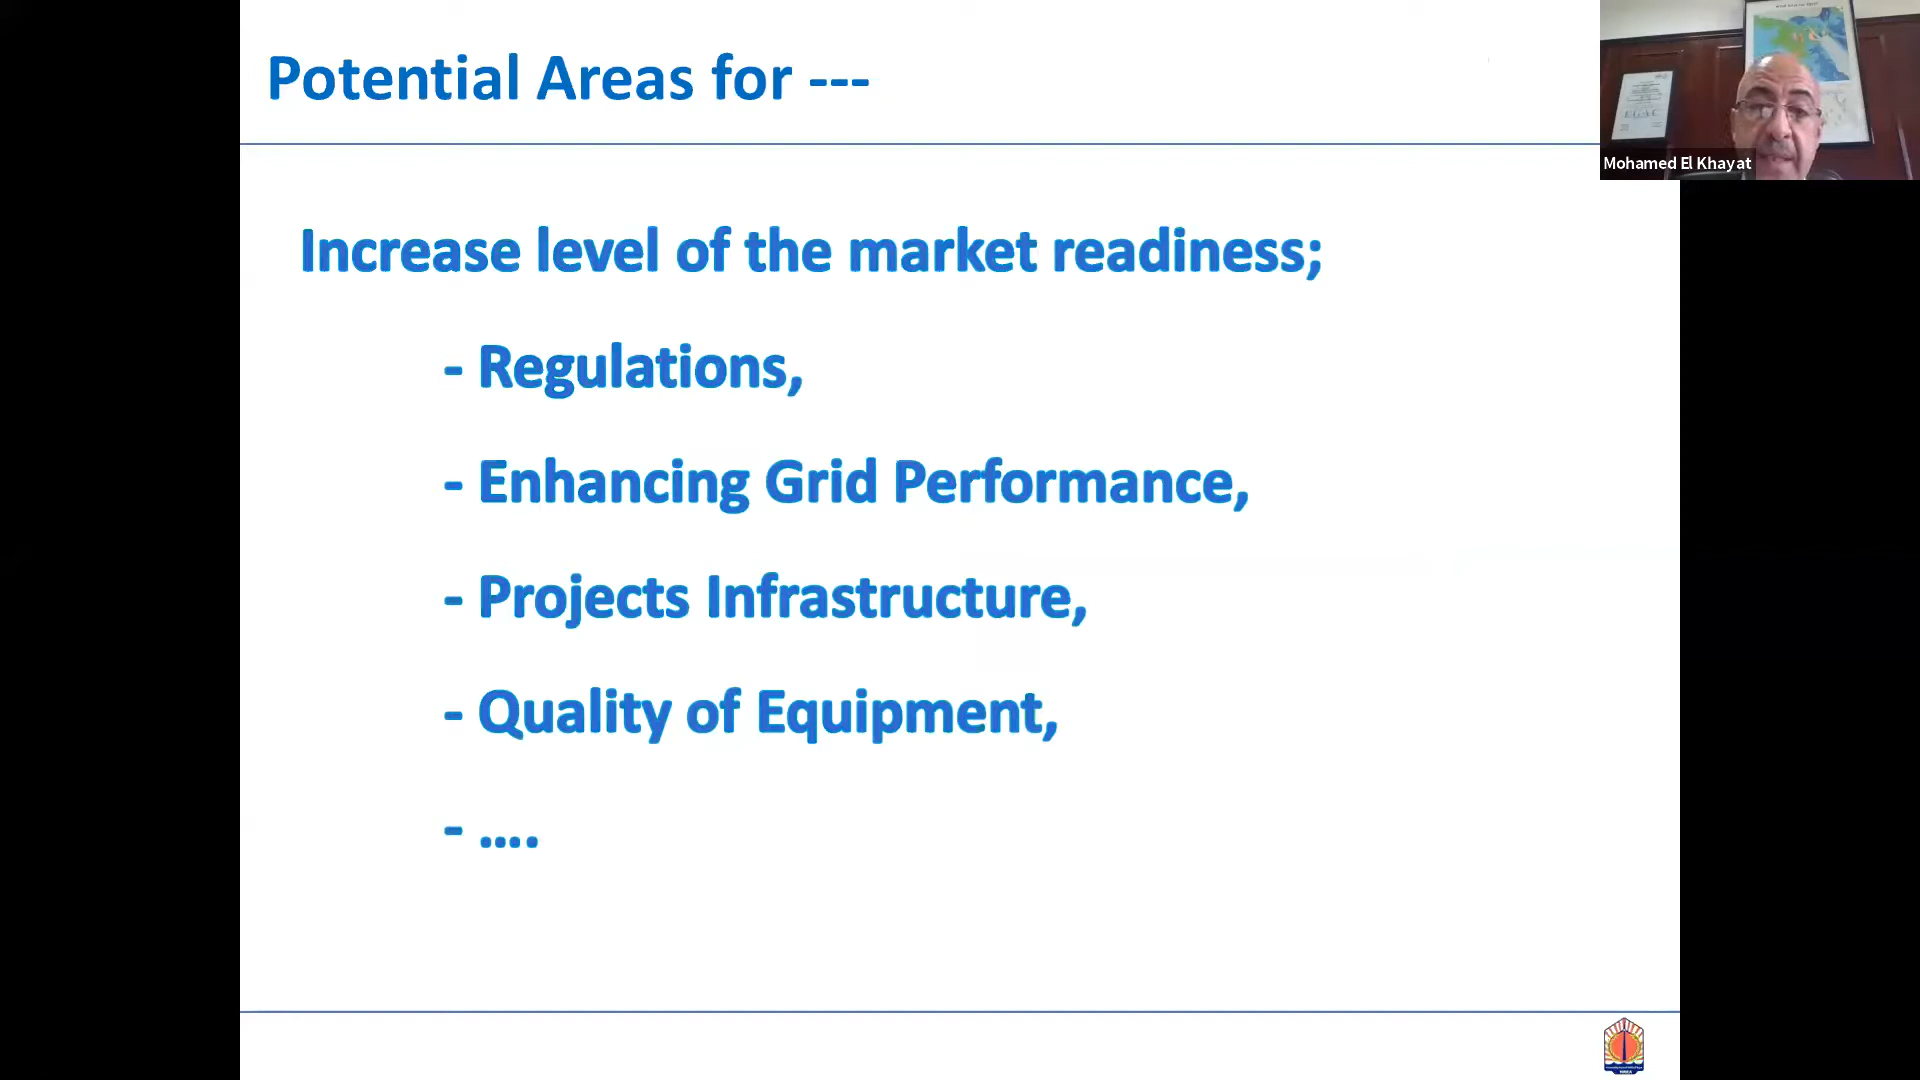 Potential Areas for ---
Mohamed El Khayat
Increase level of the market readiness;
- Regulations,
- Enhancing Grid Performance,
- Projects Infrastructure,
- Quality of Equipment,
- ....
NREA